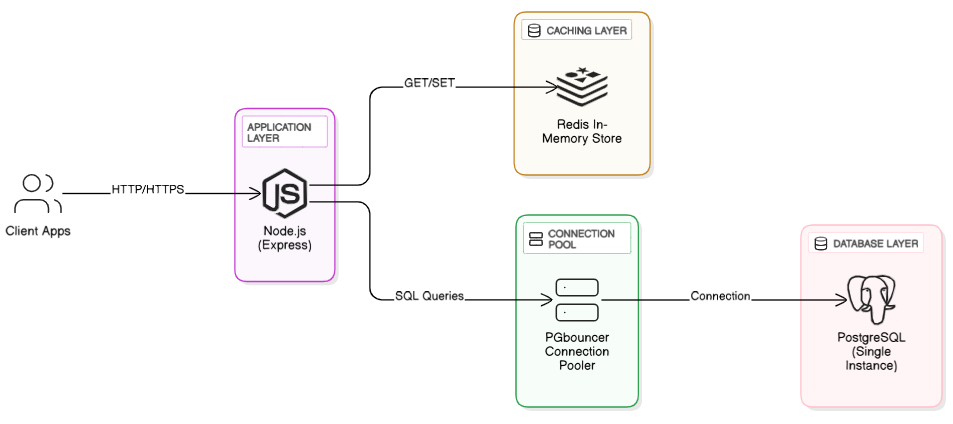 CACHING LAYER
GET/SET
Redis In-
Memory Store
APPLICATION
LAYER
HTTP/HTTPS
JS
Client Apps
Node.js
(Express)
CONNECTION
POOL
DATABASE LAYER
SQL Queries
Connection
PGbouncer
Connection
Pooler
PostgreSQL
(Single
Instance)